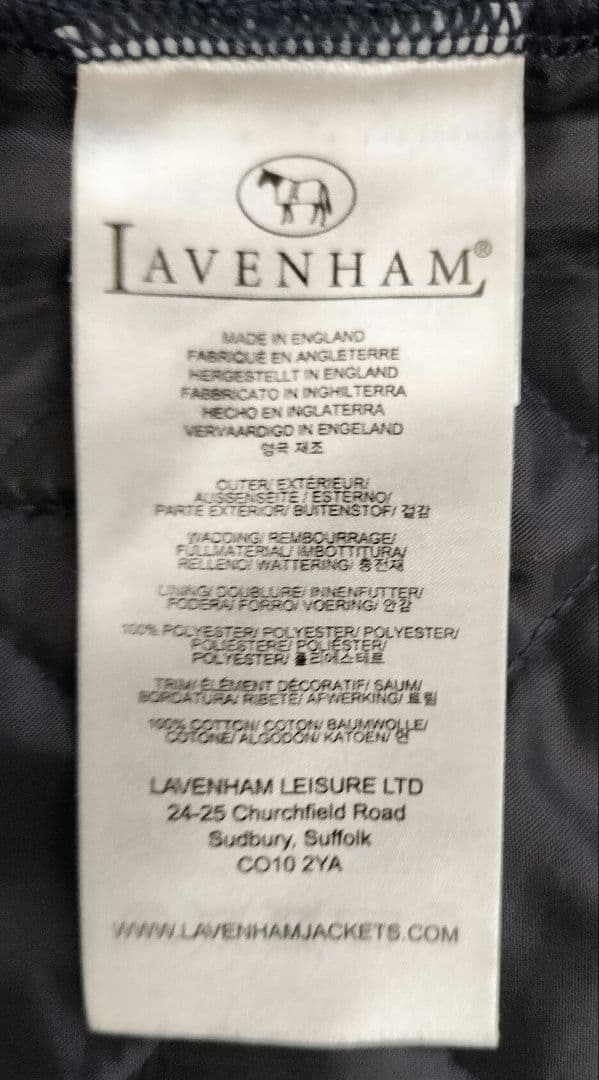 LAVENHAM®
MADE IN ENGLAND
FABRIQUÉ EN ANGLETERRE
HERGESTELLT IN ENGLAND
FABBRICATO IN INGHILTERRA
HECHO EN INGLATERRA
VERVAARDIGD IN ENGELAND
영국 제조
OUTER/ EXTÉRIEUR/
AUSSENSEITE / ESTERNO/
PARTE EXTERIOR/ BUITENSTOF/ 겉감
WADDING/ REMBOURRAGE/
FÜLLMATERIAL/ IMBOTTITURA/
RELLENO/ WATTERING/ 충전재
LINING/ DOUBLURE/ INNENFUTTER/
FODERA/ FORRO/ VOERING/ 안감
100% POLYESTER/ POLYESTER/ POLYESTER/
POLIESTERE/ POLIÉSTER/
POLYESTER/ 폴리에스테르
TRIM/ ÉLÉMENT DÉCORATIF/ SAUM/
BORDATURA/ RIBETE/ AFWERKING/ 트림
100% COTTON/ COTON/ BAUMWOLLE/
COTONE/ ALGODÓN/ KATOEN/ 면
LAVENHAM LEISURE LTD
24-25 Churchfield Road
Sudbury, Suffolk
CO10 2YA
WWW.LAVENHAMJACKETS.COM